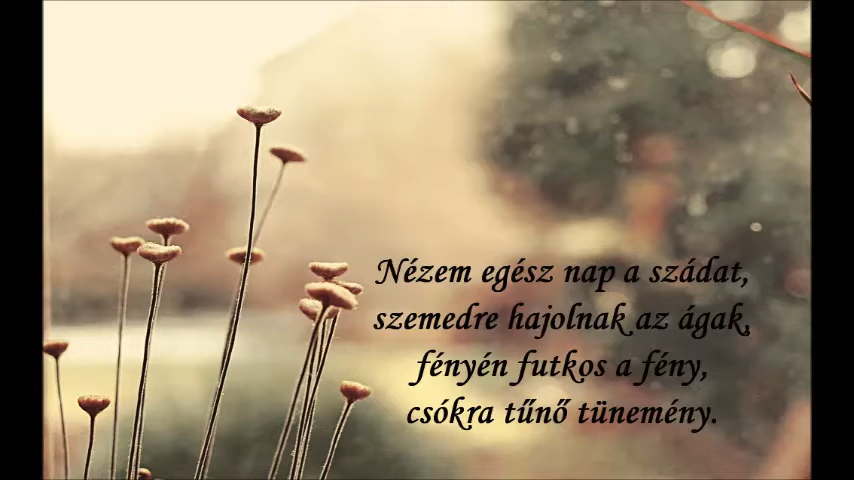 Nézem egész nap a szádat,
szemedre hajolnak az ágak,
fényén futkos a fény,
csókra tűnő tünemény.